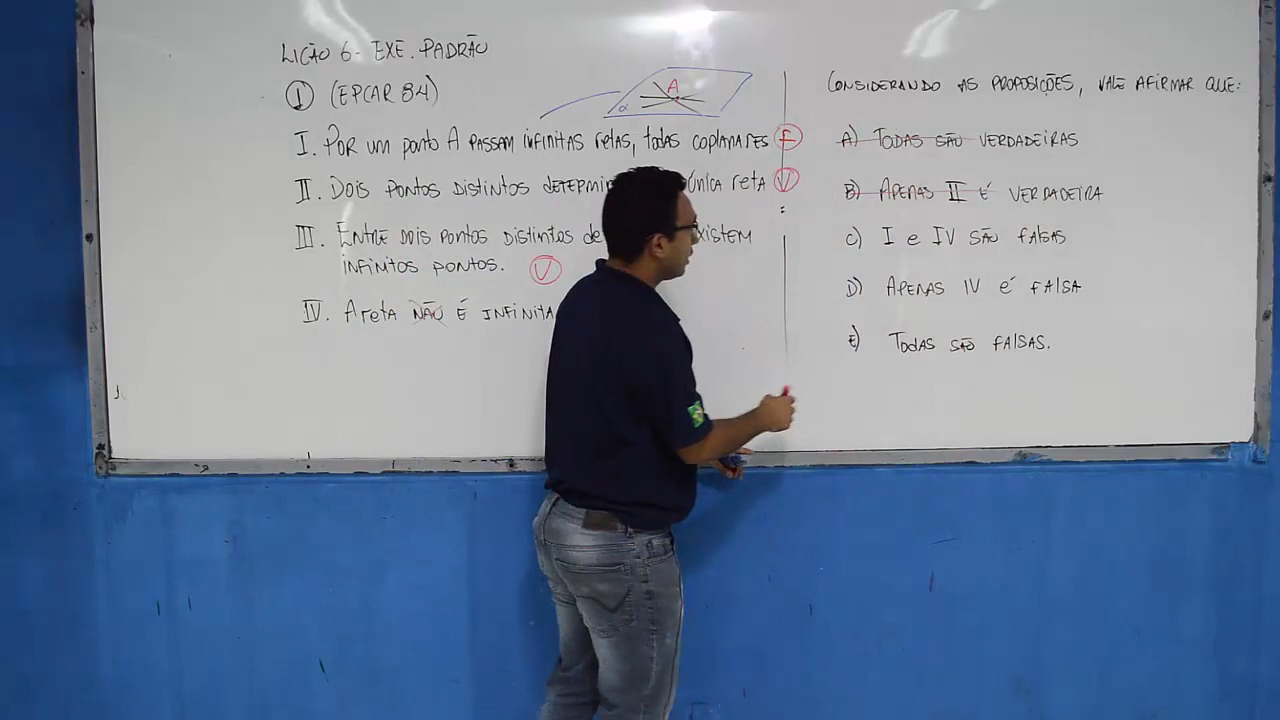 LIÇÃO 6 - EXE. PADRÃO
① (EPCAR 84)
A
α
I. POR UM PONTO A PASSAM INFINITAS RETAS, TODAS COPLANARES F
II. DOIS PONTOS DISTINTOS ÚNICA RETA V
III. ENTRE DOIS PONTOS DISTINTOS DE EXISTEM
INFINITOS PONTOS. V
IV. A RETA NÃO É INFINITA
CONSIDERANDO AS PROPOSIÇÕES, VALE AFIRMAR QUE:
A) TODAS SÃO VERDADEIRAS
B) APENAS II É VERDADEIRA
C) I e IV SÃO FALSAS
D) APENAS IV É FALSA
E) TODAS SÃO FALSAS.